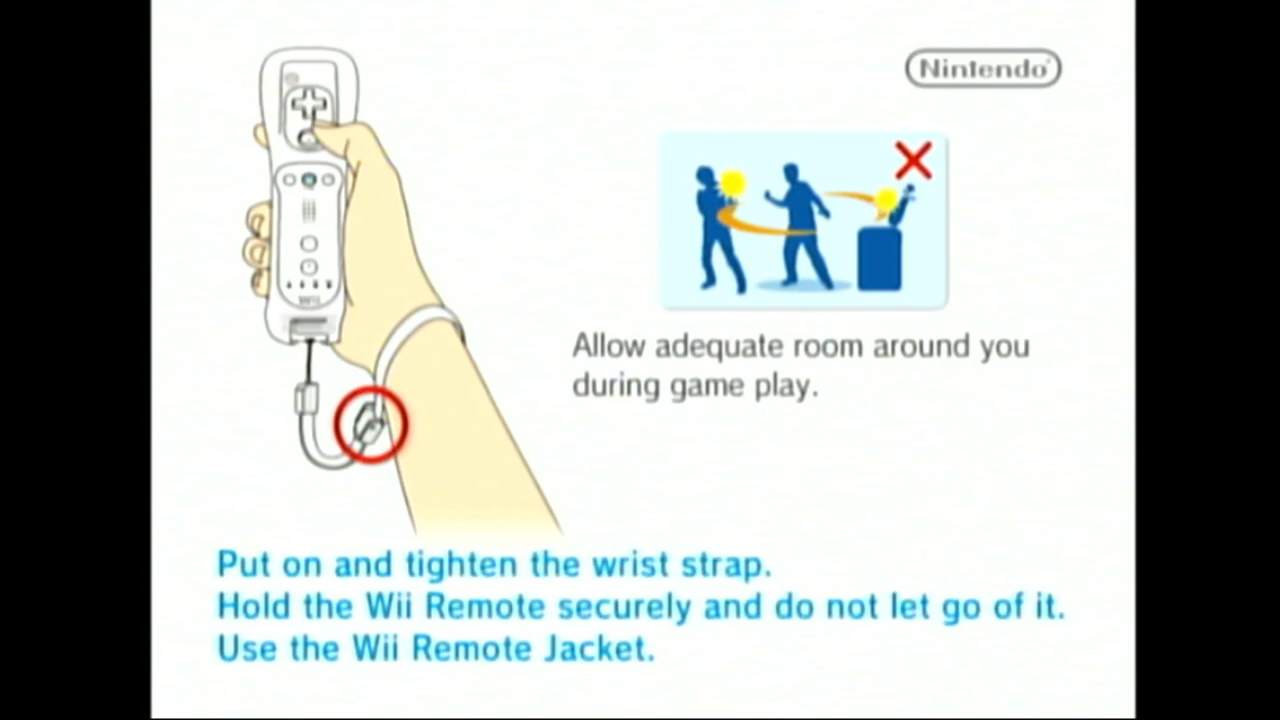 Nintendo
Allow adequate room around you
during game play.
Wii
Put on and tighten the wrist strap.
Hold the Wii Remote securely and do not let go of it.
Use the Wii Remote Jacket.